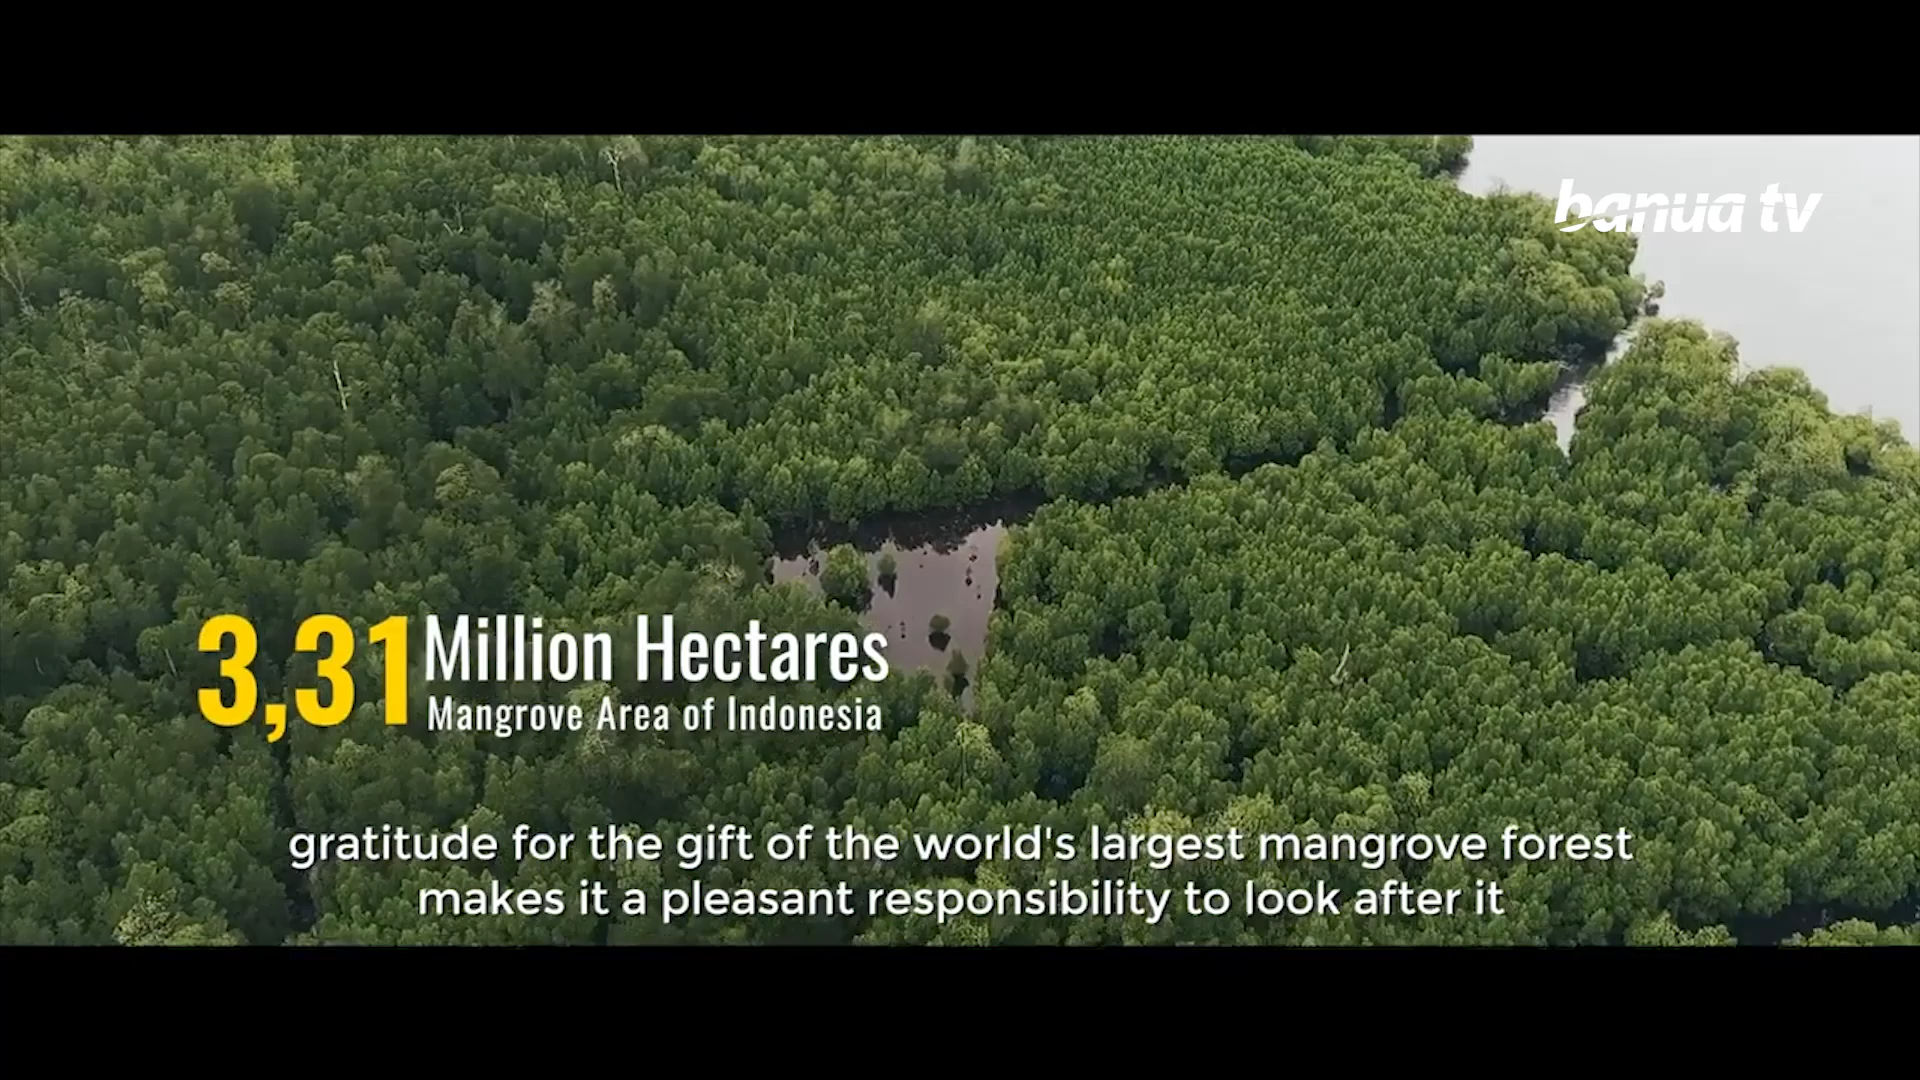 banua tv
3,31 Million Hectares
Mangrove Area of Indonesia
gratitude for the gift of the world's largest mangrove forest
makes it a pleasant responsibility to look after it